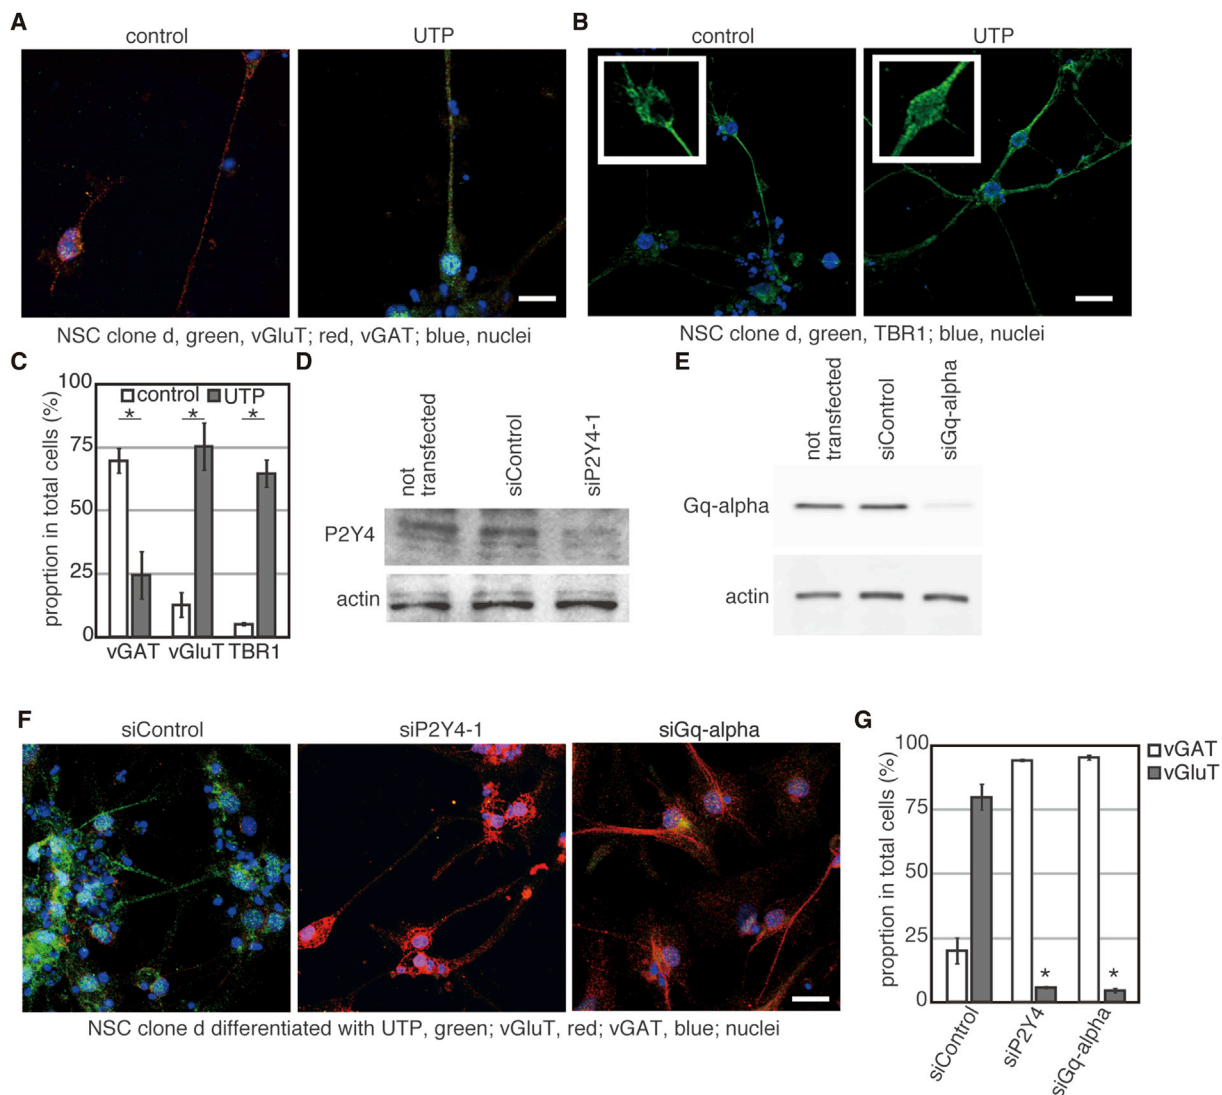 A
control
UTP
NSC clone d, green, vGluT; red, vGAT; blue, nuclei
B
control
UTP
NSC clone d, green, TBR1; blue, nuclei
C
proprtion in total cells (%)
100
75
50
25
0
control UTP
* * *
vGAT vGluT TBR1
D
not
transfected
siControl
siP2Y4-1
P2Y4
actin
E
not
transfected
siControl
siGq-alpha
Gq-alpha
actin
F
siControl
siP2Y4-1
siGq-alpha
NSC clone d differentiated with UTP, green; vGluT, red; vGAT, blue; nuclei
G
proprtion in total cells (%)
100
75
50
25
0
vGAT
vGluT
* *
siControl
siP2Y4
siGq-alpha